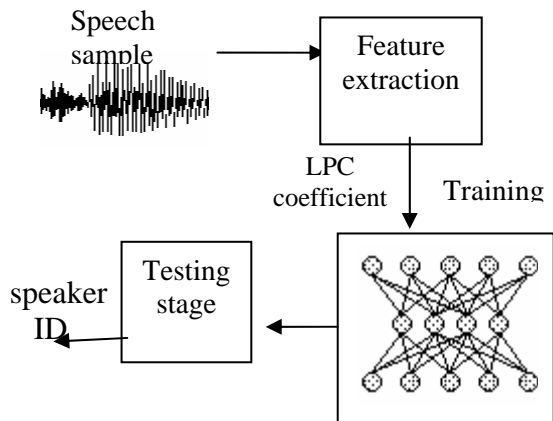 Speech
sample
Feature
extraction
LPC
coefficient
Training
Testing
stage
speaker
ID